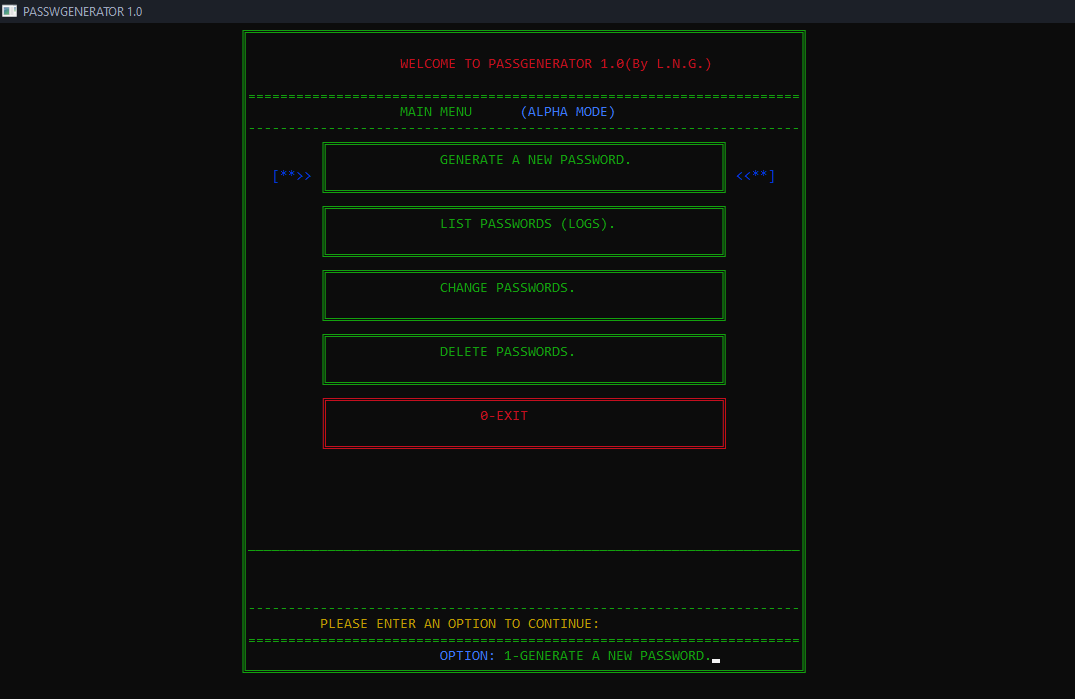 PASSWGENERATOR 1.0
WELCOME TO PASSGENERATOR 1.0(By L.N.G.)
================================================================
MAIN MENU (ALPHA MODE)
----------------------------------------------------------------
GENERATE A NEW PASSWORD.
[**>> <<**]
LIST PASSWORDS (LOGS).
CHANGE PASSWORDS.
DELETE PASSWORDS.
0-EXIT
----------------------------------------------------------------
PLEASE ENTER AN OPTION TO CONTINUE:
================================================================
OPTION: 1-GENERATE A NEW PASSWORD.